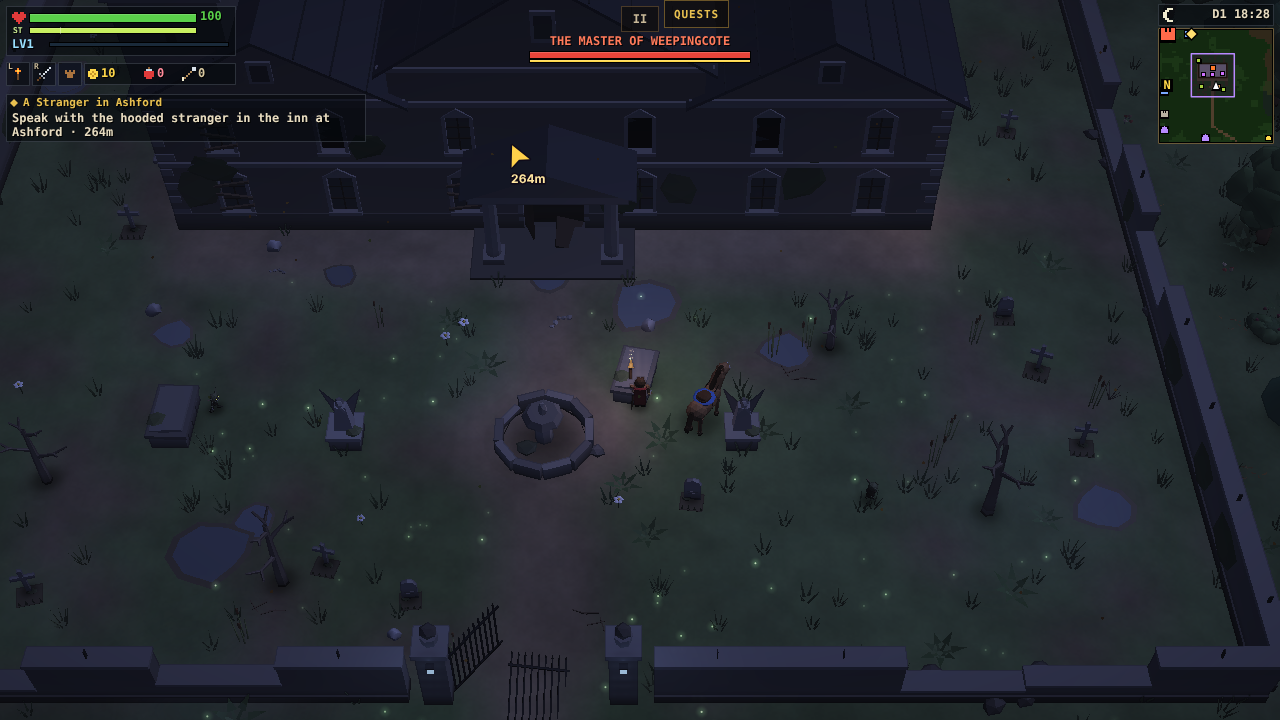 100
ST
LV1
L
R
10
0
0
◆ A Stranger in Ashford
Speak with the hooded stranger in the inn at
Ashford · 264m
II
QUESTS
THE MASTER OF WEEPINGCOTE
D1 18:28
N
264m